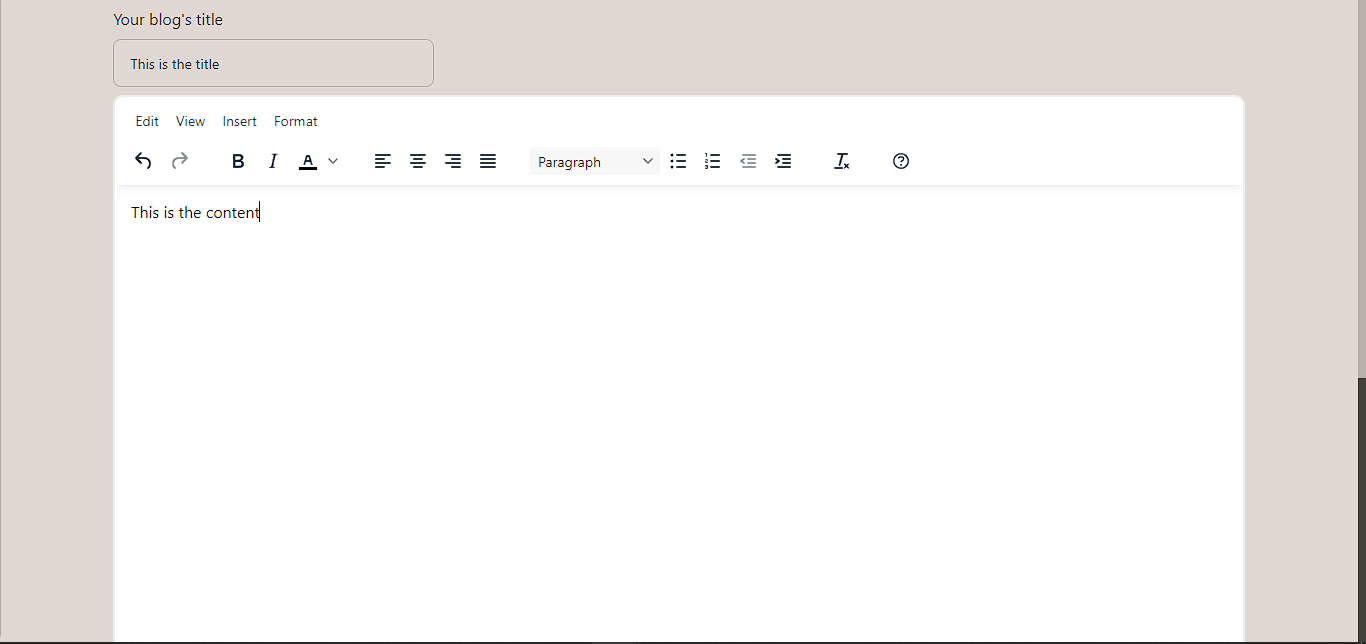 Your blog's title
This is the title
Edit View Insert Format
B I A Paragraph
This is the content